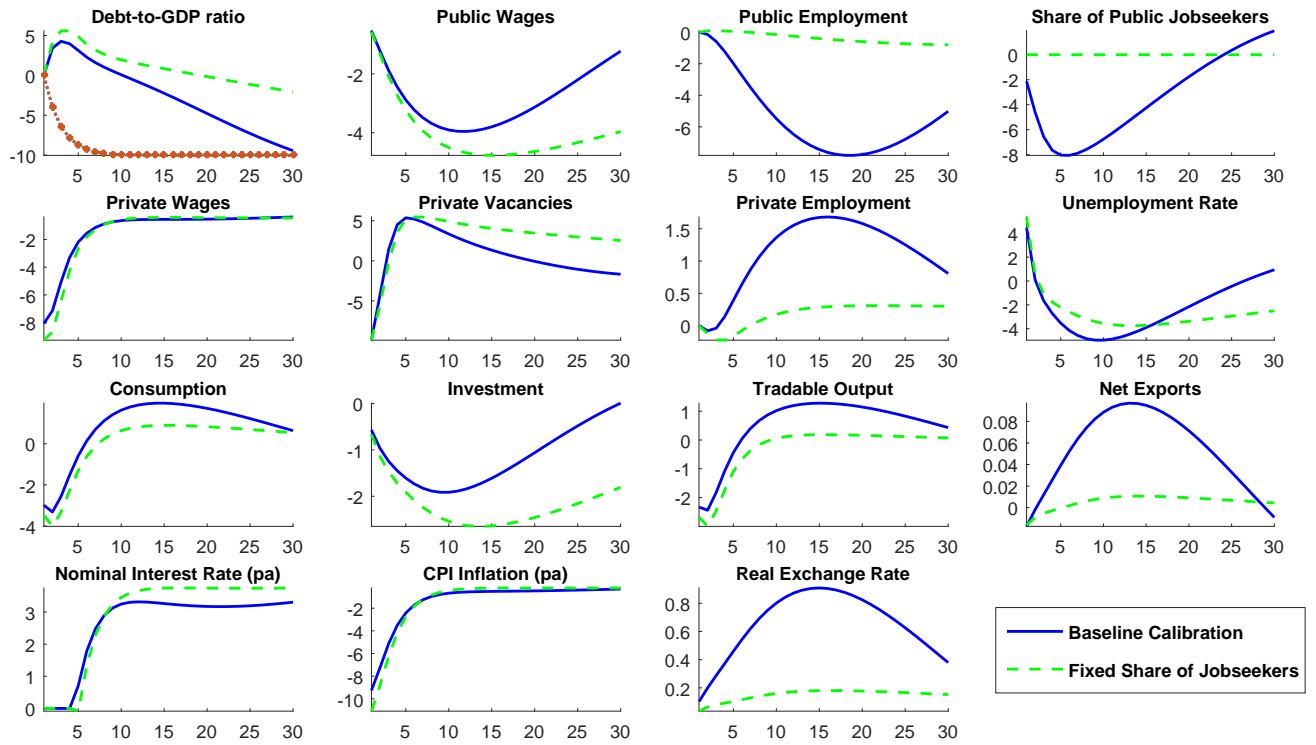 Debt-to-GDP ratio
5
0
-5
-10
5 10 15 20 25 30
Public Wages
-2
-4
5 10 15 20 25 30
Public Employment
0
-2
-4
-6
5 10 15 20 25 30
Share of Public Jobseekers
2
0
-2
-4
-6
-8
5 10 15 20 25 30
Private Wages
-2
-4
-6
-8
5 10 15 20 25 30
Private Vacancies
5
0
-5
5 10 15 20 25 30
Private Employment
1.5
1
0.5
0
5 10 15 20 25 30
Unemployment Rate
4
2
0
-2
-4
5 10 15 20 25 30
Consumption
0
-2
-4
5 10 15 20 25 30
Investment
0
-1
-2
5 10 15 20 25 30
Tradable Output
1
0
-1
-2
5 10 15 20 25 30
Net Exports
0.08
0.06
0.04
0.02
0
5 10 15 20 25 30
Nominal Interest Rate (pa)
3
2
1
0
5 10 15 20 25 30
CPI Inflation (pa)
-2
-4
-6
-8
-10
5 10 15 20 25 30
Real Exchange Rate
0.8
0.6
0.4
0.2
5 10 15 20 25 30
Baseline Calibration
Fixed Share of Jobseekers